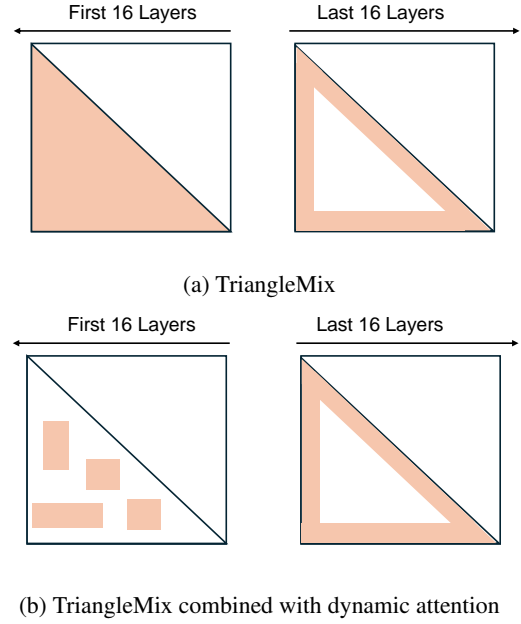 First 16 Layers
Last 16 Layers
(a) TriangleMix
First 16 Layers
Last 16 Layers
(b) TriangleMix combined with dynamic attention